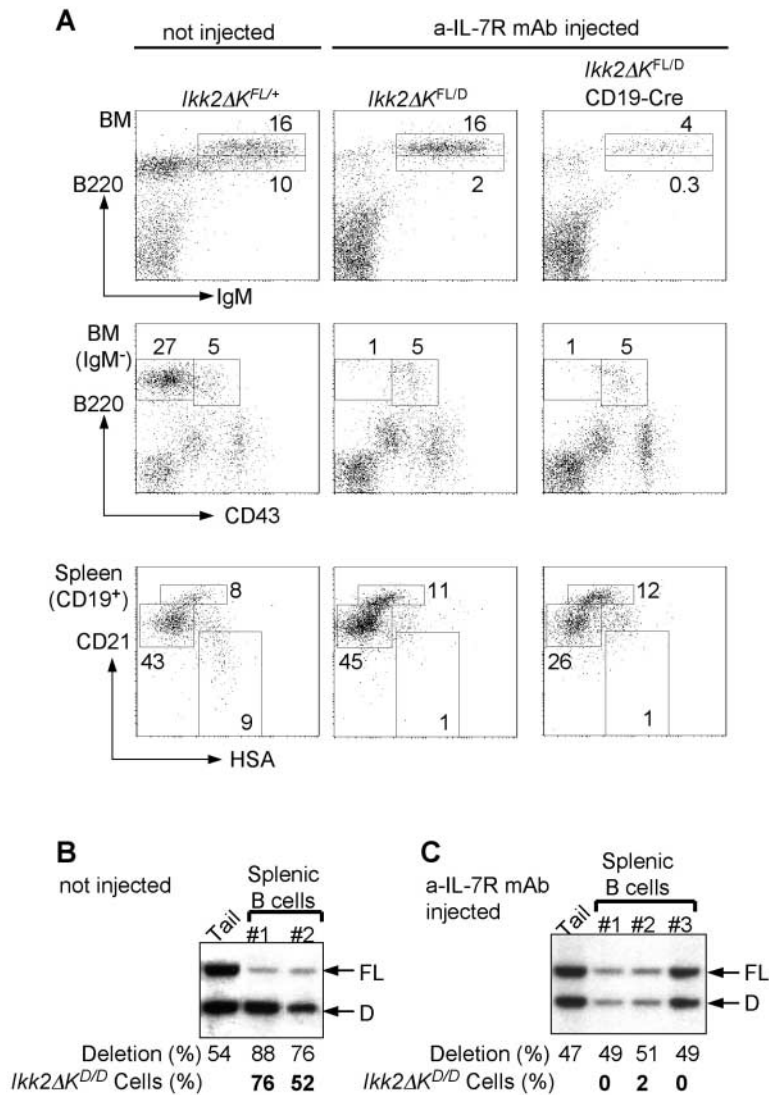 A
not injected
a-IL-7R mAb injected
Ikk2ΔK^FL/+
Ikk2ΔK^FL/D
Ikk2ΔK^FL/D
CD19-Cre
BM
B220
IgM
16
10
16
2
4
0.3
BM
(IgM-)
B220
CD43
27 5
1 5
1 5
Spleen
(CD19+)
CD21
HSA
8
43
9
11
45
1
12
26
1
B
not injected
Splenic
B cells
Tail #1 #2
FL
D
Deletion (%) 54 88 76
Ikk2ΔK^D/D Cells (%) 76 52
C
a-IL-7R mAb
injected
Splenic
B cells
Tail #1 #2 #3
FL
D
Deletion (%) 47 49 51 49
Ikk2ΔK^D/D Cells (%) 0 2 0